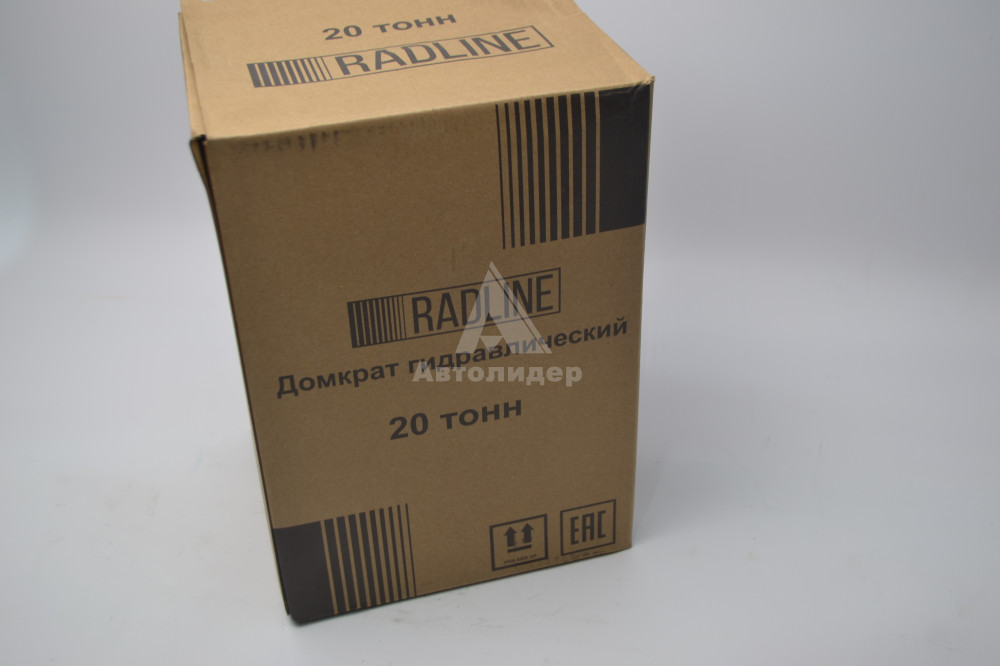 20 тонн
RADLINE
RADLINE
Домкрат гидравлический
Автолидер
20 тонн
EAC